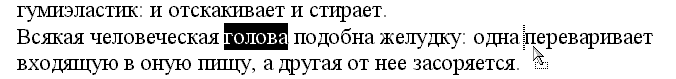 гумиэластик: и отскакивает и стирает.
Всякая человеческая голова подобна желудку: одна переваривает
входящую в оную пищу, а другая от нее засоряется.